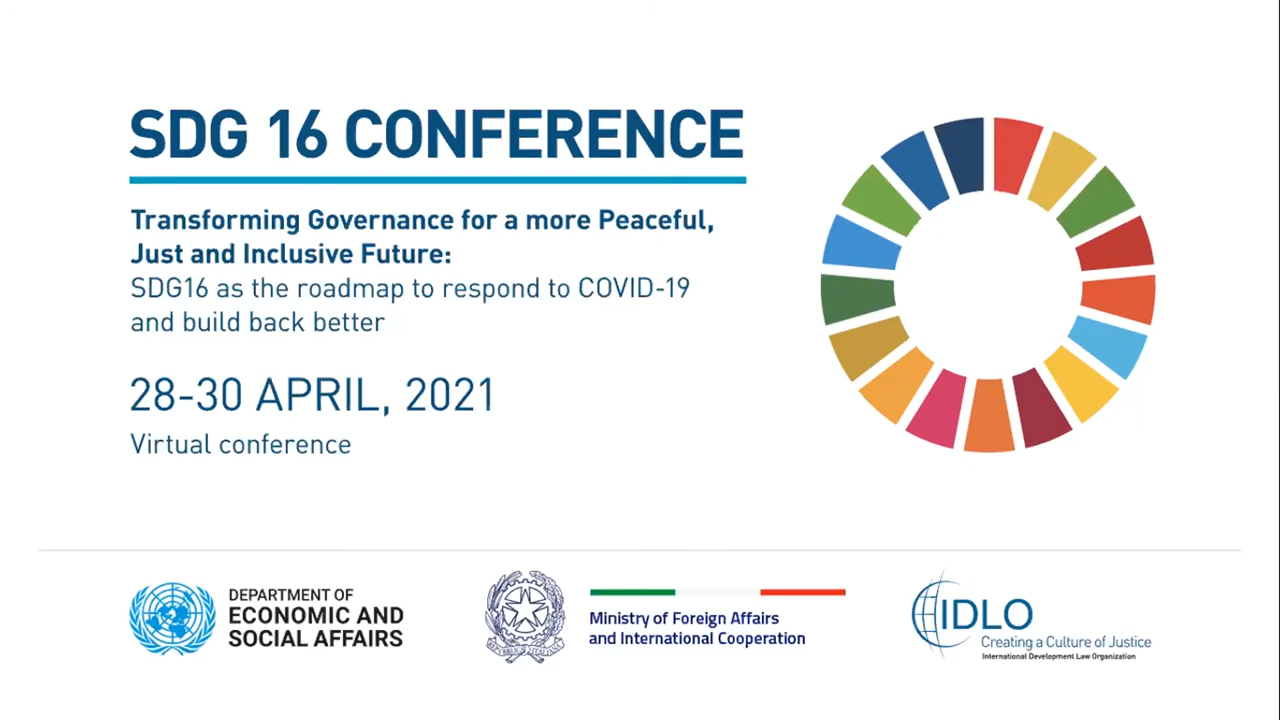 SDG 16 CONFERENCE
Transforming Governance for a more Peaceful,
Just and Inclusive Future:
SDG16 as the roadmap to respond to COVID-19
and build back better
28-30 APRIL, 2021
Virtual conference
DEPARTMENT OF
ECONOMIC AND
SOCIAL AFFAIRS
REPVBBLICA ITALIANA
Ministry of Foreign Affairs
and International Cooperation
IDLO
Creating a Culture of Justice
International Development Law Organization